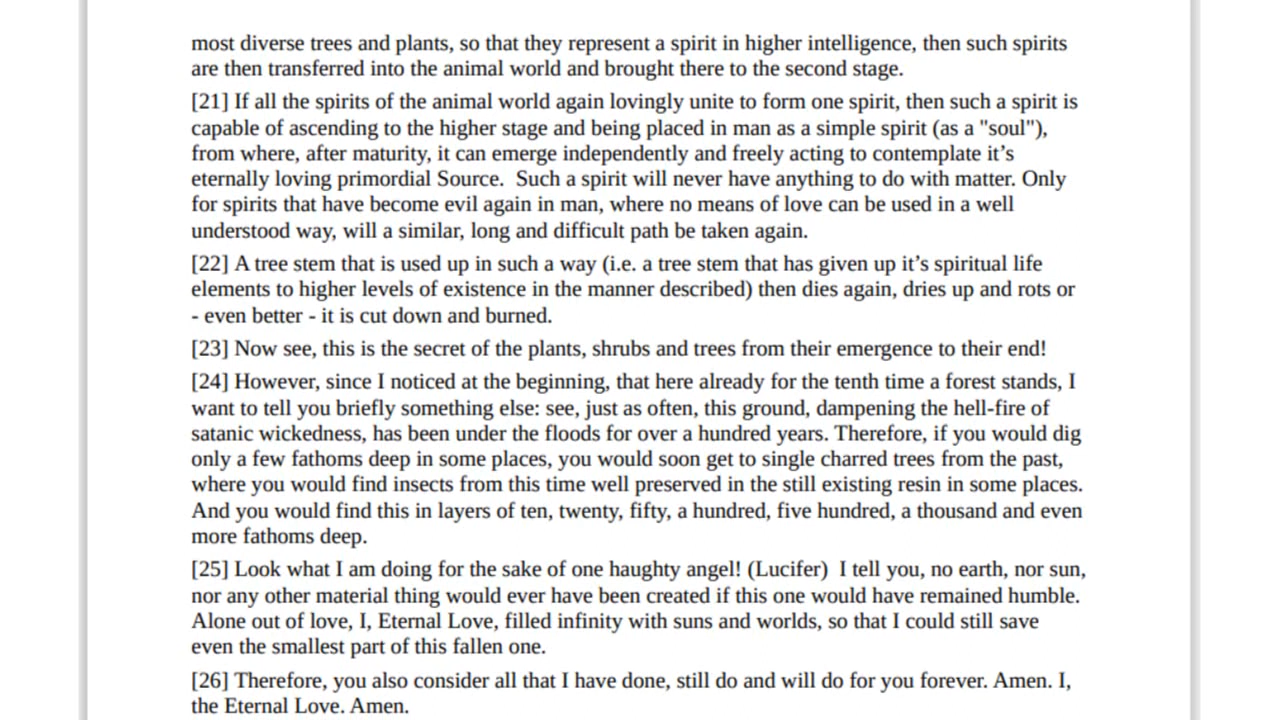 most diverse trees and plants, so that they represent a spirit in higher intelligence, then such spirits
are then transferred into the animal world and brought there to the second stage.
[21] If all the spirits of the animal world again lovingly unite to form one spirit, then such a spirit is
capable of ascending to the higher stage and being placed in man as a simple spirit (as a "soul"),
from where, after maturity, it can emerge independently and freely acting to contemplate it’s
eternally loving primordial Source.  Such a spirit will never have anything to do with matter. Only
for spirits that have become evil again in man, where no means of love can be used in a well
understood way, will a similar, long and difficult path be taken again.
[22] A tree stem that is used up in such a way (i.e. a tree stem that has given up it’s spiritual life
elements to higher levels of existence in the manner described) then dies again, dries up and rots or
- even better - it is cut down and burned.
[23] Now see, this is the secret of the plants, shrubs and trees from their emergence to their end!
[24] However, since I noticed at the beginning, that here already for the tenth time a forest stands, I
want to tell you briefly something else: see, just as often, this ground, dampening the hell-fire of
satanic wickedness, has been under the floods for over a hundred years. Therefore, if you would dig
only a few fathoms deep in some places, you would soon get to single charred trees from the past,
where you would find insects from this time well preserved in the still existing resin in some places.
And you would find this in layers of ten, twenty, fifty, a hundred, five hundred, a thousand and even
more fathoms deep.
[25] Look what I am doing for the sake of one haughty angel! (Lucifer)  I tell you, no earth, nor sun,
nor any other material thing would ever have been created if this one would have remained humble.
Alone out of love, I, Eternal Love, filled infinity with suns and worlds, so that I could still save
even the smallest part of this fallen one.
[26] Therefore, you also consider all that I have done, still do and will do for you forever. Amen. I,
the Eternal Love. Amen.